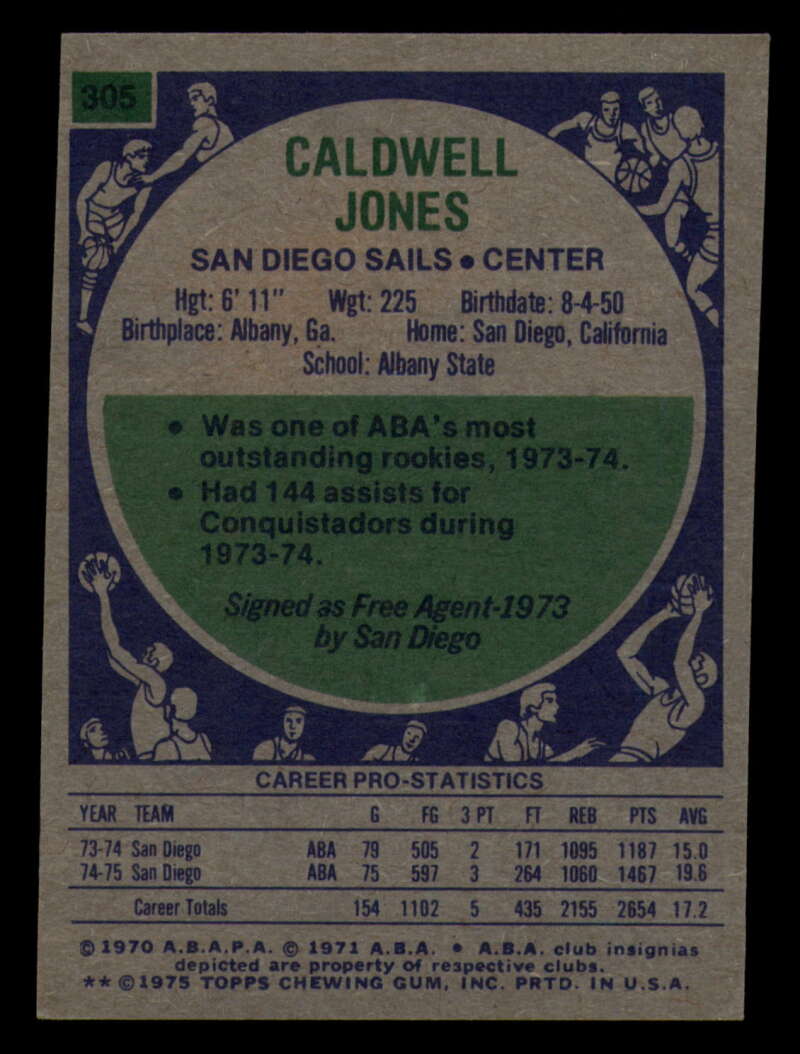 305
CALDWELL
JONES
SAN DIEGO SAILS • CENTER
Hgt: 6' 11" Wgt: 225 Birthdate: 8-4-50
Birthplace: Albany, Ga. Home: San Diego, California
School: Albany State
• Was one of ABA's most
outstanding rookies, 1973-74.
• Had 144 assists for
Conquistadors during
1973-74.
Signed as Free Agent-1973
by San Diego
CAREER PRO-STATISTICS
YEAR TEAM G FG 3 PT FT REB PTS AVG
73-74 San Diego ABA 79 505 2 171 1095 1187 15.0
74-75 San Diego ABA 75 597 3 264 1060 1467 19.6
Career Totals 154 1102 5 435 2155 2654 17.2
© 1970 A.B.A.P.A. © 1971 A.B.A. • A.B.A. club insignias
depicted are property of respective clubs.
** ©1975 TOPPS CHEWING GUM, INC. PRTD. IN U.S.A.